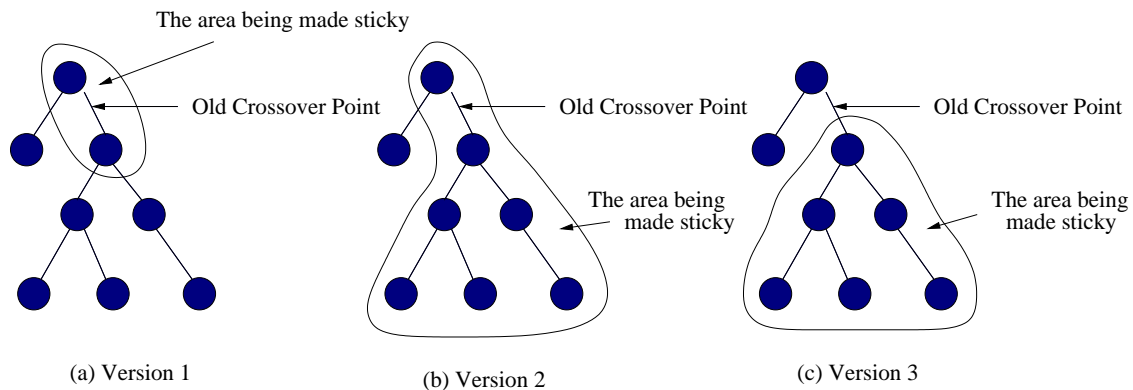 The area being made sticky
Old Crossover Point
(a) Version 1
Old Crossover Point
The area being
made sticky
(b) Version 2
Old Crossover Point
The area being
made sticky
(c) Version 3